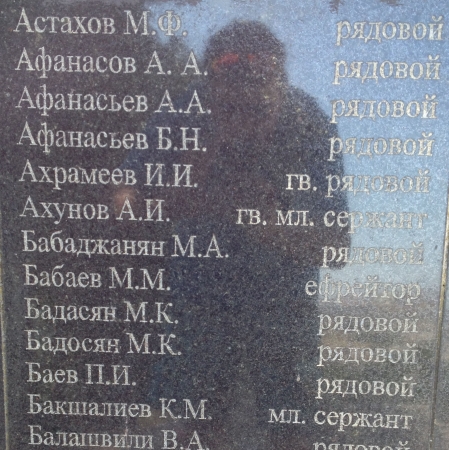 Астахов М.Ф. рядовой
Афанасов А. А. рядовой
Афанасьев А.А. рядовой
Афанасьев Б.Н. рядовой
Ахрамеев И.И. гв. рядовой
Ахунов А.И. гв. мл. сержант
Бабаджанян М.А. рядовой
Бабаев М.М. ефрейтор
Бадасян М.К. рядовой
Бадосян М.К. рядовой
Баев П.И. рядовой
Бакшалиев К.М. мл. сержант
Балашвили В.А. рядовой